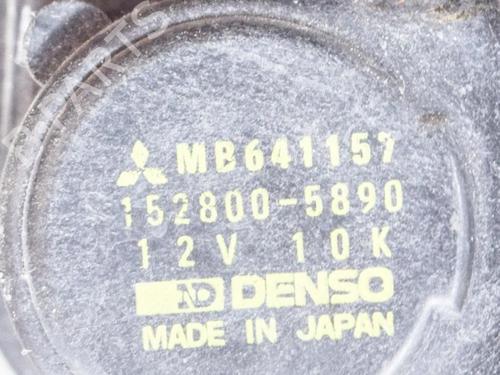 MB641157
152800-5890
12V 10K
ND DENSO
MADE IN JAPAN